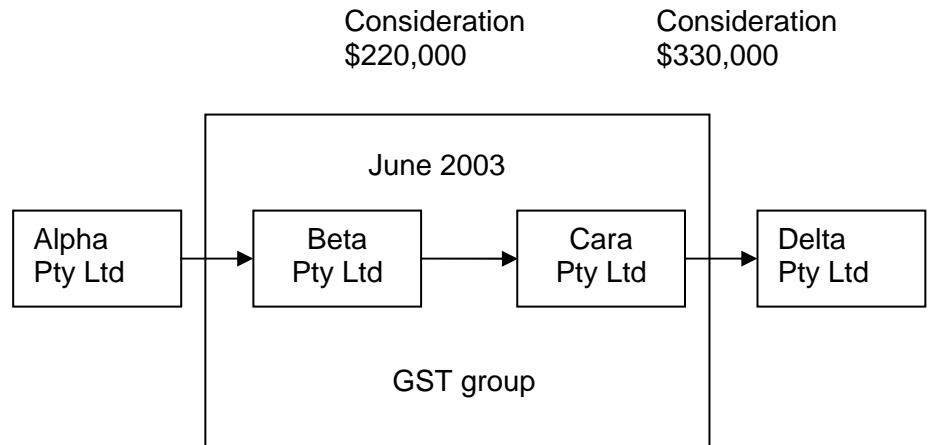 Consideration
$220,000
Consideration
$330,000
June 2003
Alpha
Pty Ltd
Beta
Pty Ltd
Cara
Pty Ltd
Delta
Pty Ltd
GST group